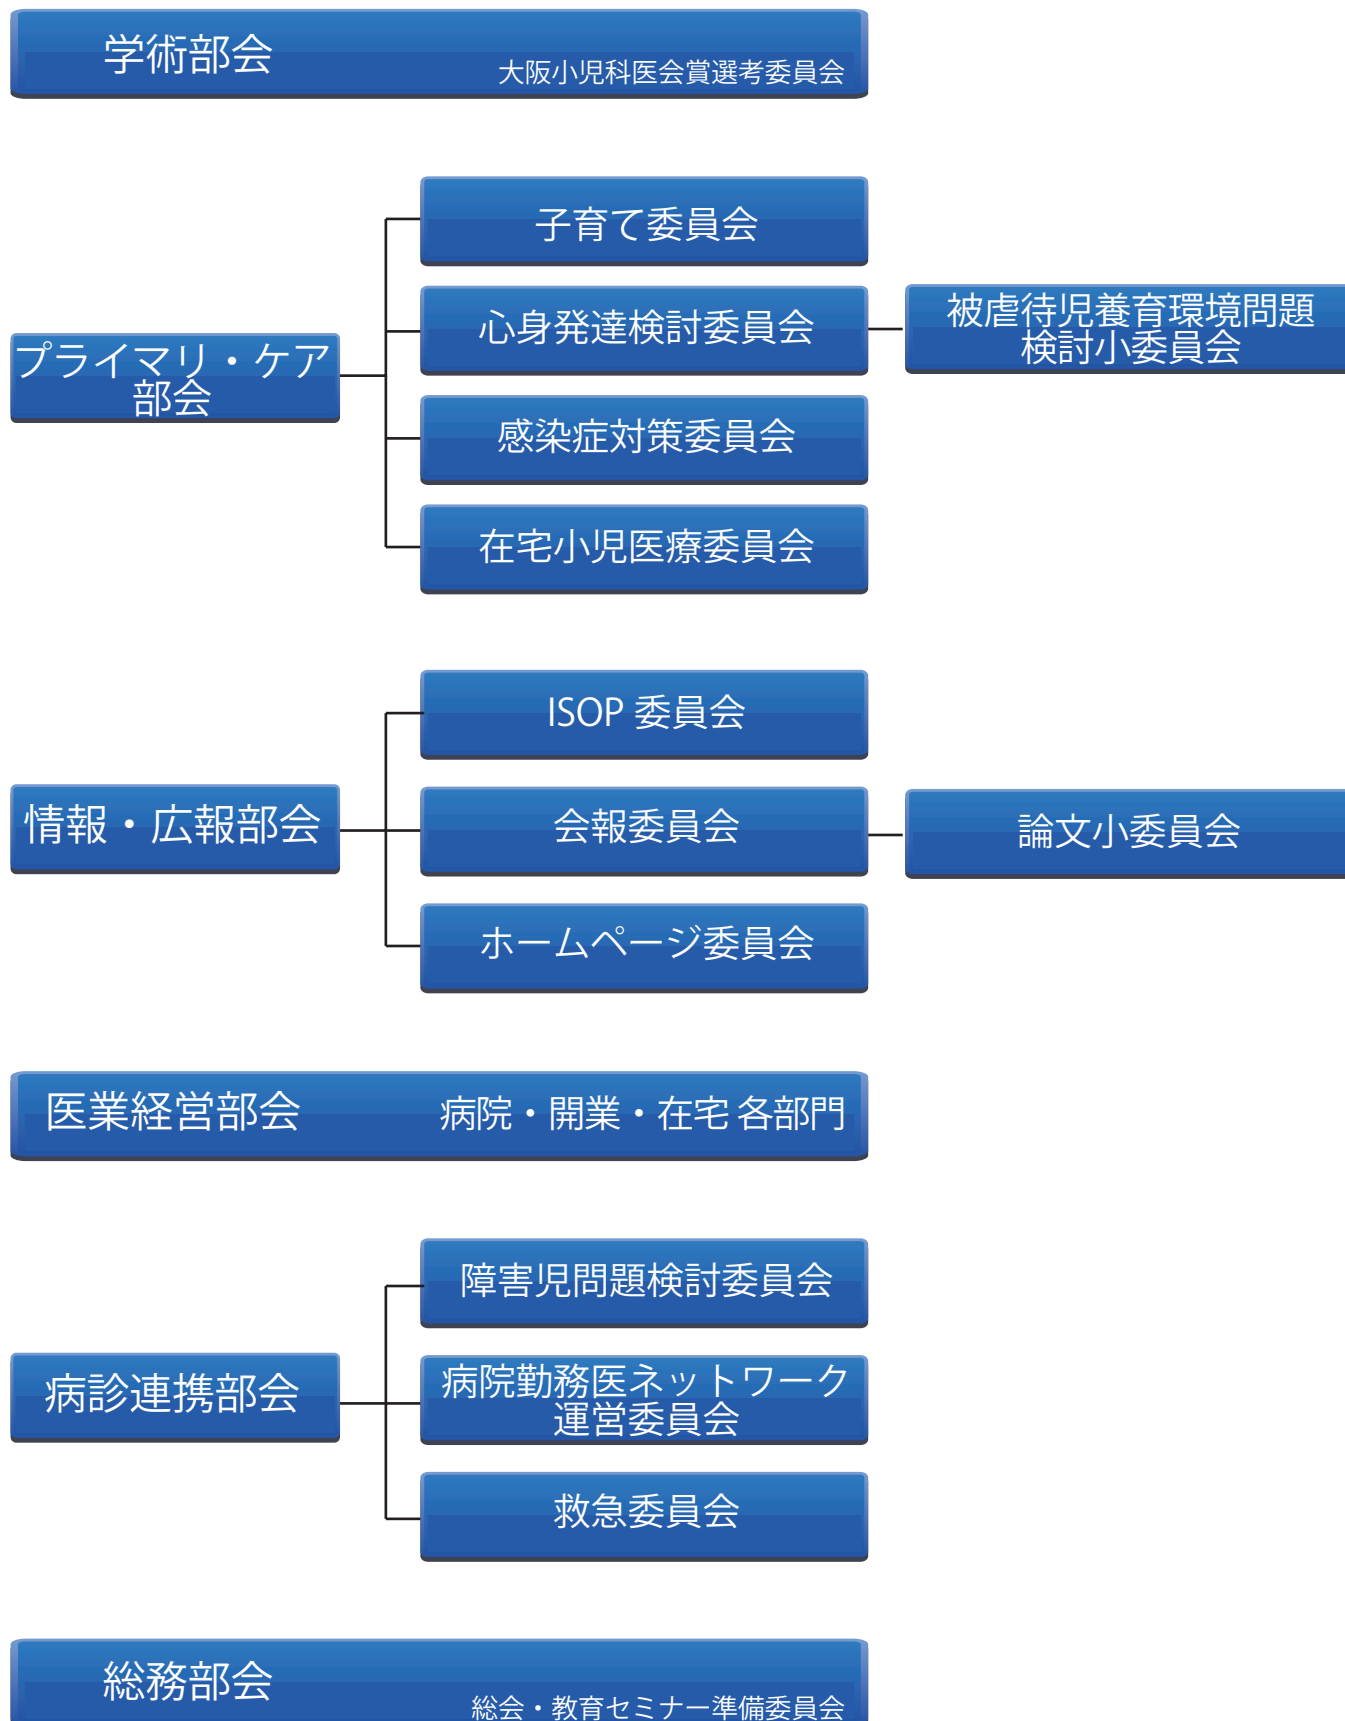 学術部会
大阪小児科医会賞選考委員会
子育て委員会
心身発達検討委員会
被虐待児養育環境問題
検討小委員会
プライマリ・ケア
部会
感染症対策委員会
在宅小児医療委員会
ISOP 委員会
情報・広報部会
会報委員会
論文小委員会
ホームページ委員会
医業経営部会
病院・開業・在宅 各部門
障害児問題検討委員会
病診連携部会
病院勤務医ネットワーク
運営委員会
救急委員会
総務部会
総会・教育セミナー準備委員会